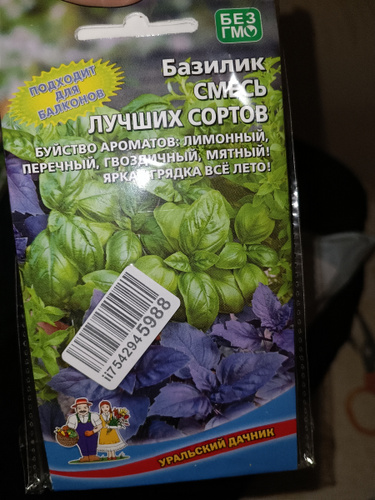 БЕЗ
ГМО
ПОДХОДИТ
ДЛЯ
БАЛКОНОВ
Базилик
СМЕСЬ
ЛУЧШИХ СОРТОВ
БУЙСТВО АРОМАТОВ: ЛИМОННЫЙ,
ПЕРЕЧНЫЙ, ГВОЗДИЧНЫЙ, МЯТНЫЙ!
ЯРКАЯ ГРЯДКА ВСЁ ЛЕТО!
ii7542945988
УРАЛЬСКИЙ ДАЧНИК